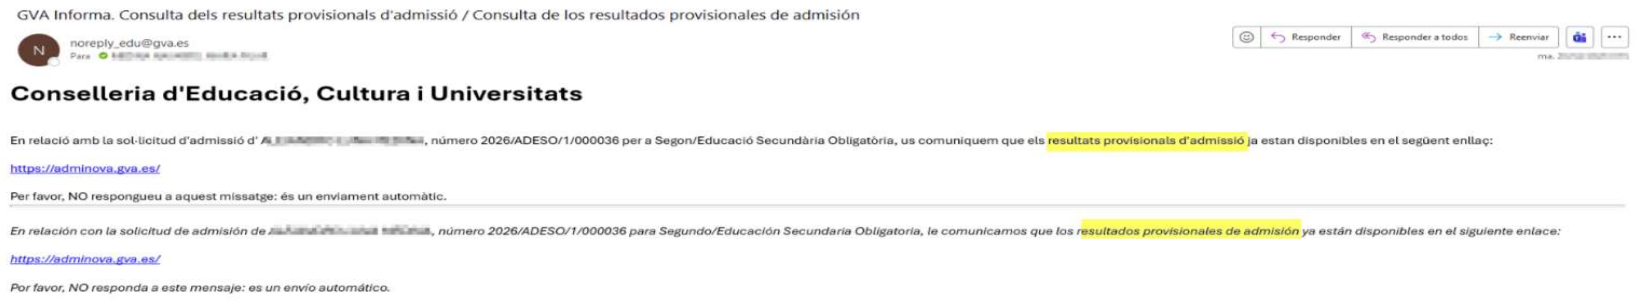 GVA Informa. Consulta dels resultats provisionals d'admissió / Consulta de los resultados provisionales de admisión
N
noreply_edu@gva.es
Para
Responder
Responder a todos
Reenviar
ma.
Conselleria d'Educació, Cultura i Universitats
En relació amb la sol·licitud d'admissió d' A , número 2026/ADESO/1/000036 per a Segon/Educació Secundària Obligatòria, us comuniquem que els resultats provisionals d'admissió ja estan disponibles en el següent enllaç:
https://adminova.gva.es/
Per favor, NO respongueu a aquest missatge: és un enviament automàtic.
En relación con la solicitud de admisión de , número 2026/ADESO/1/000036 para Segundo/Educación Secundaria Obligatoria, le comunicamos que los resultados provisionales de admisión ya están disponibles en el siguiente enlace:
https://adminova.gva.es/
Por favor, NO responda a este mensaje: es un envío automático.